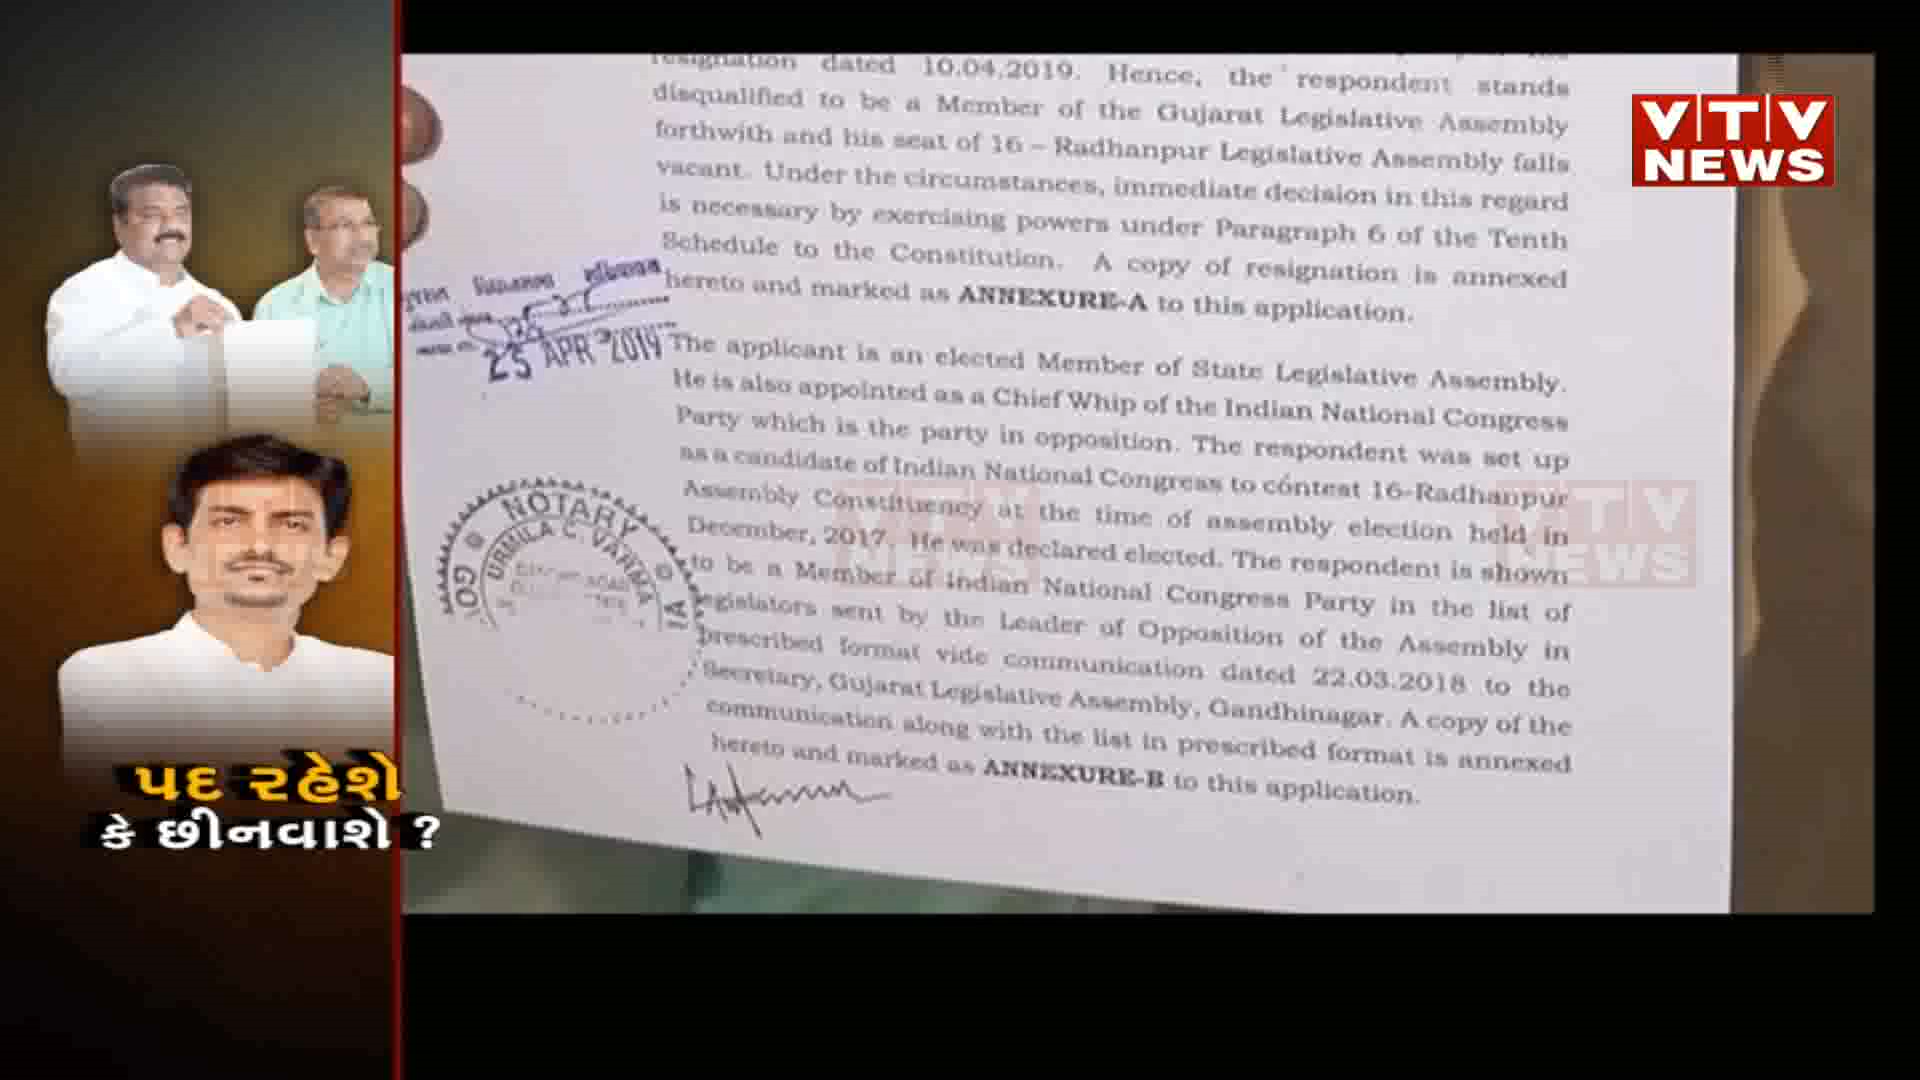 VTV
NEWS
resignation dated 10.04.2019. Hence, the respondent stands
disqualified to be a Member of the Gujarat Legislative Assembly
forthwith and his seat of 16 – Radhanpur Legislative Assembly falls
vacant. Under the circumstances, immediate decision in this regard
is necessary by exercising powers under Paragraph 6 of the Tenth
Schedule to the Constitution. A copy of resignation is annexed
hereto and marked as ANNEXURE-A to this application.
25 APR 2019
The applicant is an elected Member of State Legislative Assembly.
He is also appointed as a Chief Whip of the Indian National Congress
Party which is the party in opposition. The respondent was set up
as a candidate of Indian National Congress to contest 16-Radhanpur
Assembly Constituency at the time of assembly election held in
December, 2017. He was declared elected. The respondent is shown
to be a Member of Indian National Congress Party in the list of
legislators sent by the Leader of Opposition of the Assembly in
prescribed format vide communication dated 22.03.2018 to the
Secretary, Gujarat Legislative Assembly, Gandhinagar. A copy of the
communication along with the list in prescribed format is annexed
hereto and marked as ANNEXURE-B to this application.
NOTARY
URMILA C. VARMA
VTV
NEWS
VTV
NEWS
પદ રહેશે
કે છીનવાશે ?